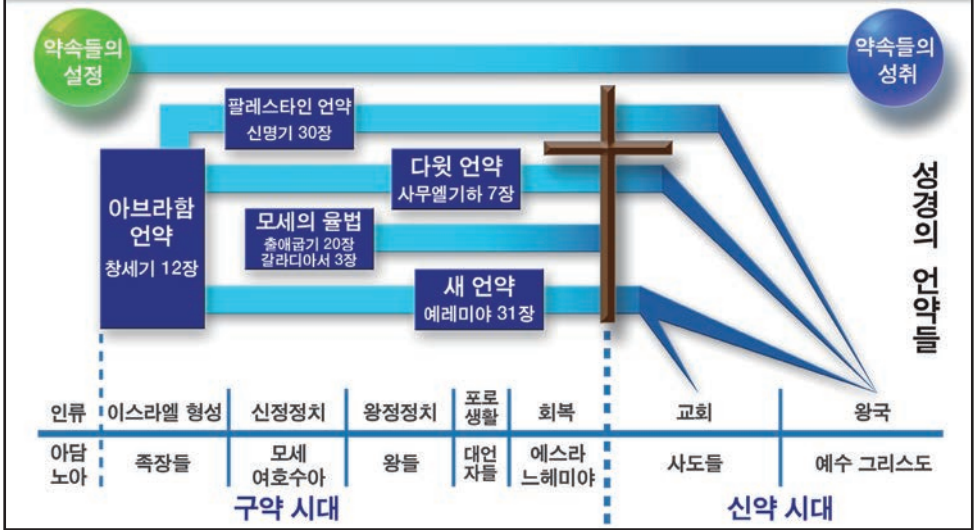 약속들의
설정
약속들의
성취
팔레스타인 언약
신명기 30장
다윗 언약
사무엘기하 7장
아브라함
언약
창세기 12장
모세의 율법
출애굽기 20장
갈라디아서 3장
새 언약
예레미야 31장
성경의 언약들
인류
이스라엘 형성
신정정치
왕정정치
포로
생활
회복
교회
왕국
아담
노아
족장들
모세
여호수아
왕들
대언
자들
에스라
느헤미야
사도들
예수 그리스도
구약 시대
신약 시대